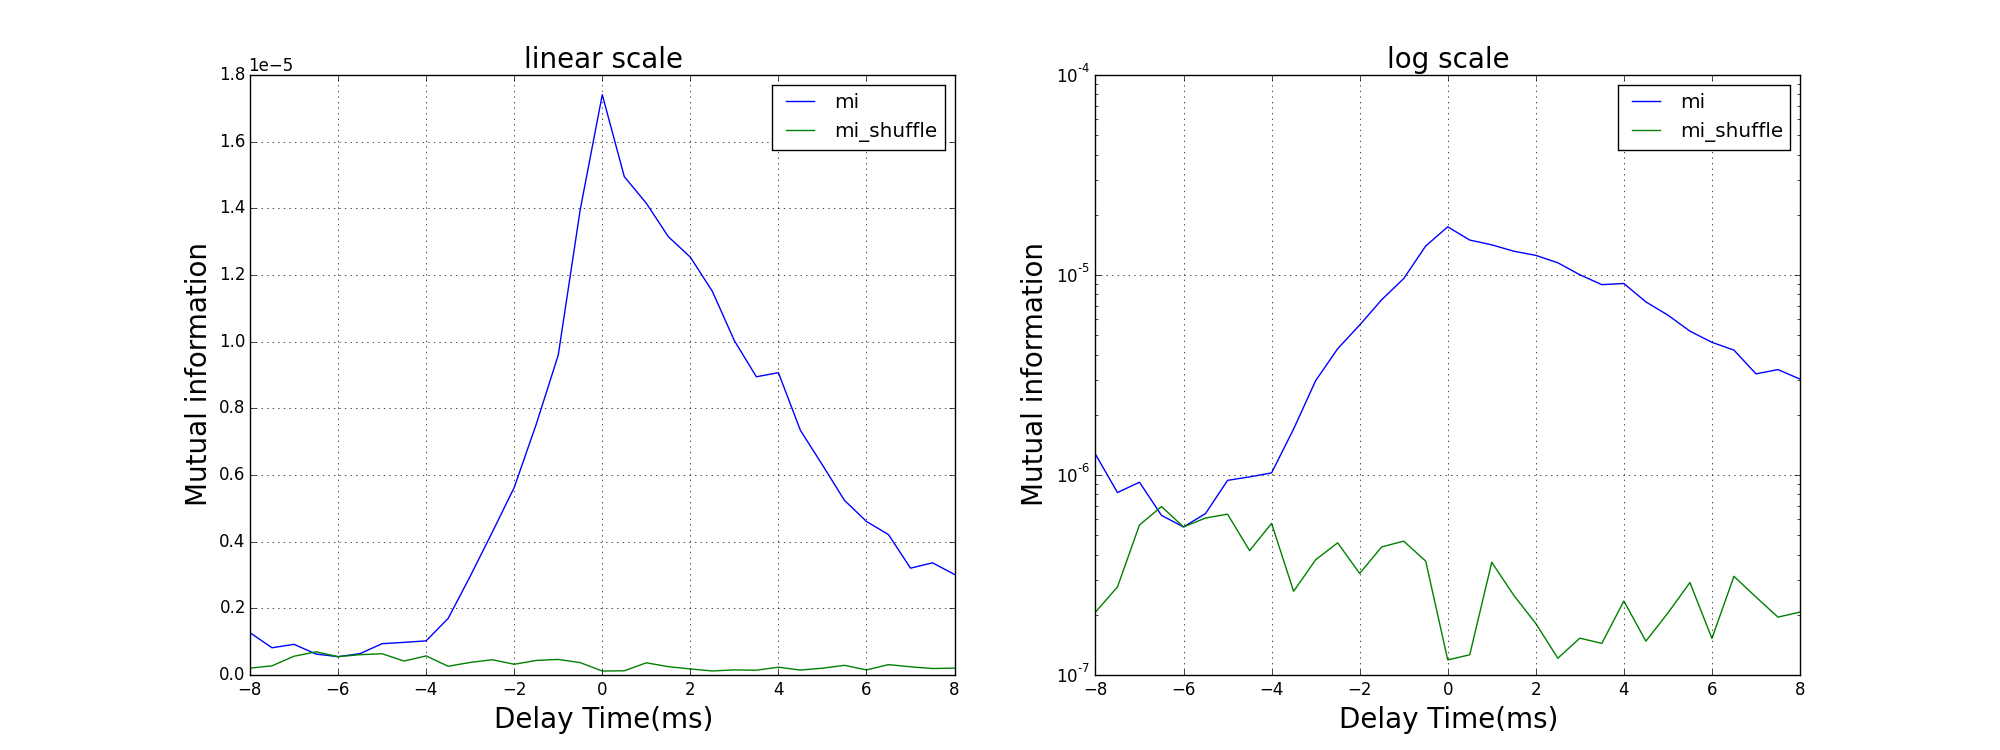 linear scale
1e−5
1.8
1.6
1.4
1.2
1.0
0.8
0.6
0.4
0.2
0.0
Mutual information
mi
mi_shuffle
−8 −6 −4 −2 0 2 4 6 8
Delay Time(ms)
log scale
10^-4
10^-5
10^-6
10^-7
Mutual information
mi
mi_shuffle
−8 −6 −4 −2 0 2 4 6 8
Delay Time(ms)